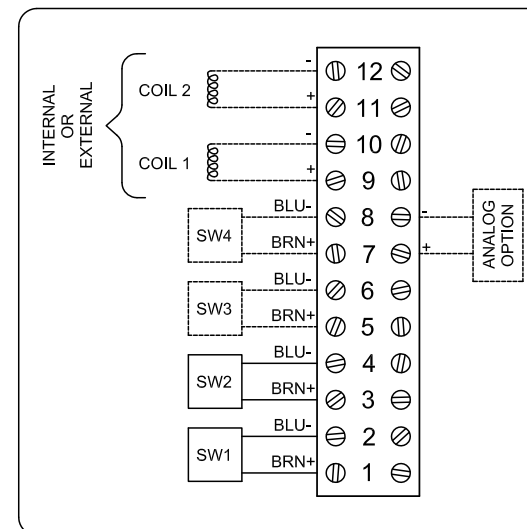 INTERNAL
OR
EXTERNAL
COIL 2
-
+
COIL 1
-
+
SW4
BLU-
BRN+
SW3
BLU-
BRN+
SW2
BLU-
BRN+
SW1
BLU-
BRN+
12
11
10
9
8
7
6
5
4
3
2
1
-
+
ANALOG
OPTION